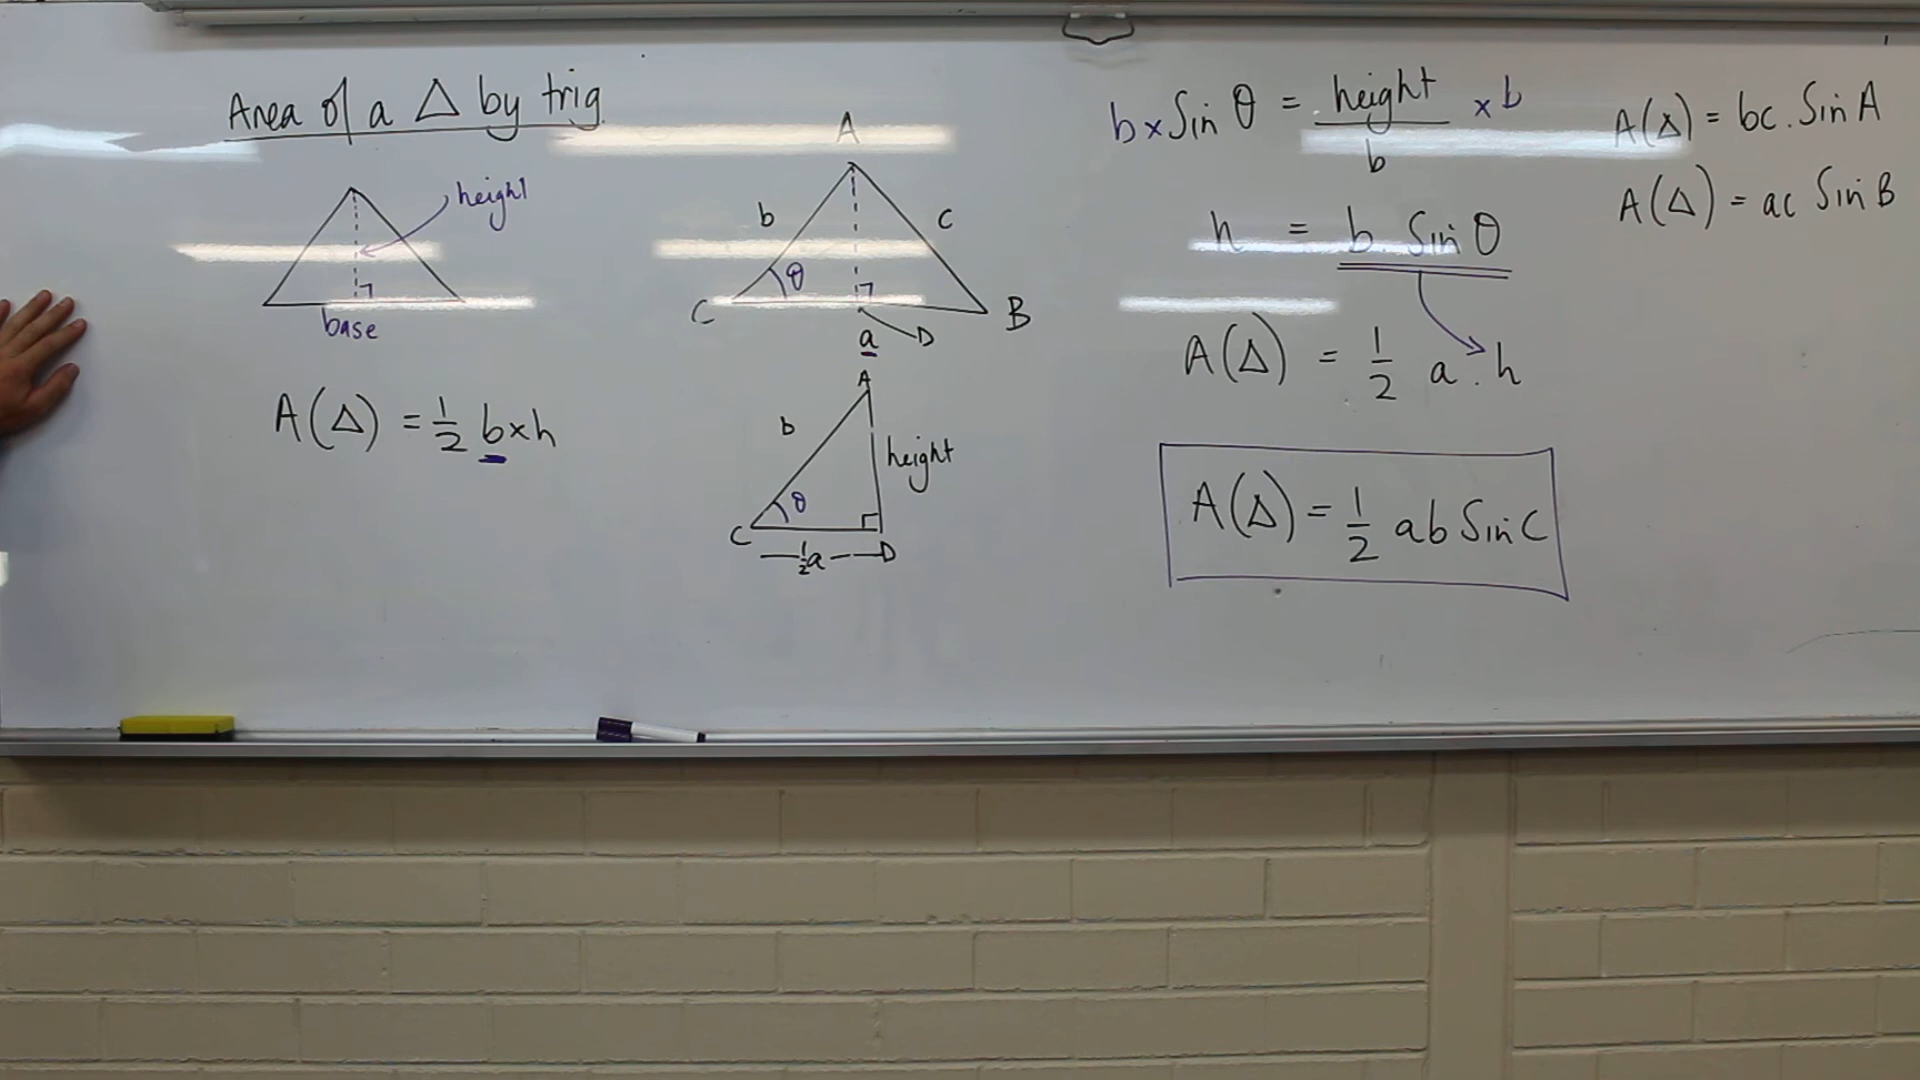 Area of a Δ by trig
height
base
A(Δ) = 1/2 b×h
A
b
c
θ
C
B
a
D
A
b
height
θ
C
1/2 a
D
b × Sin θ = height/b × b
h = b. Sin θ
A(Δ) = 1/2 a . h
A(Δ) = 1/2 ab Sin C
A(Δ) = bc . Sin A
A(Δ) = ac Sin B